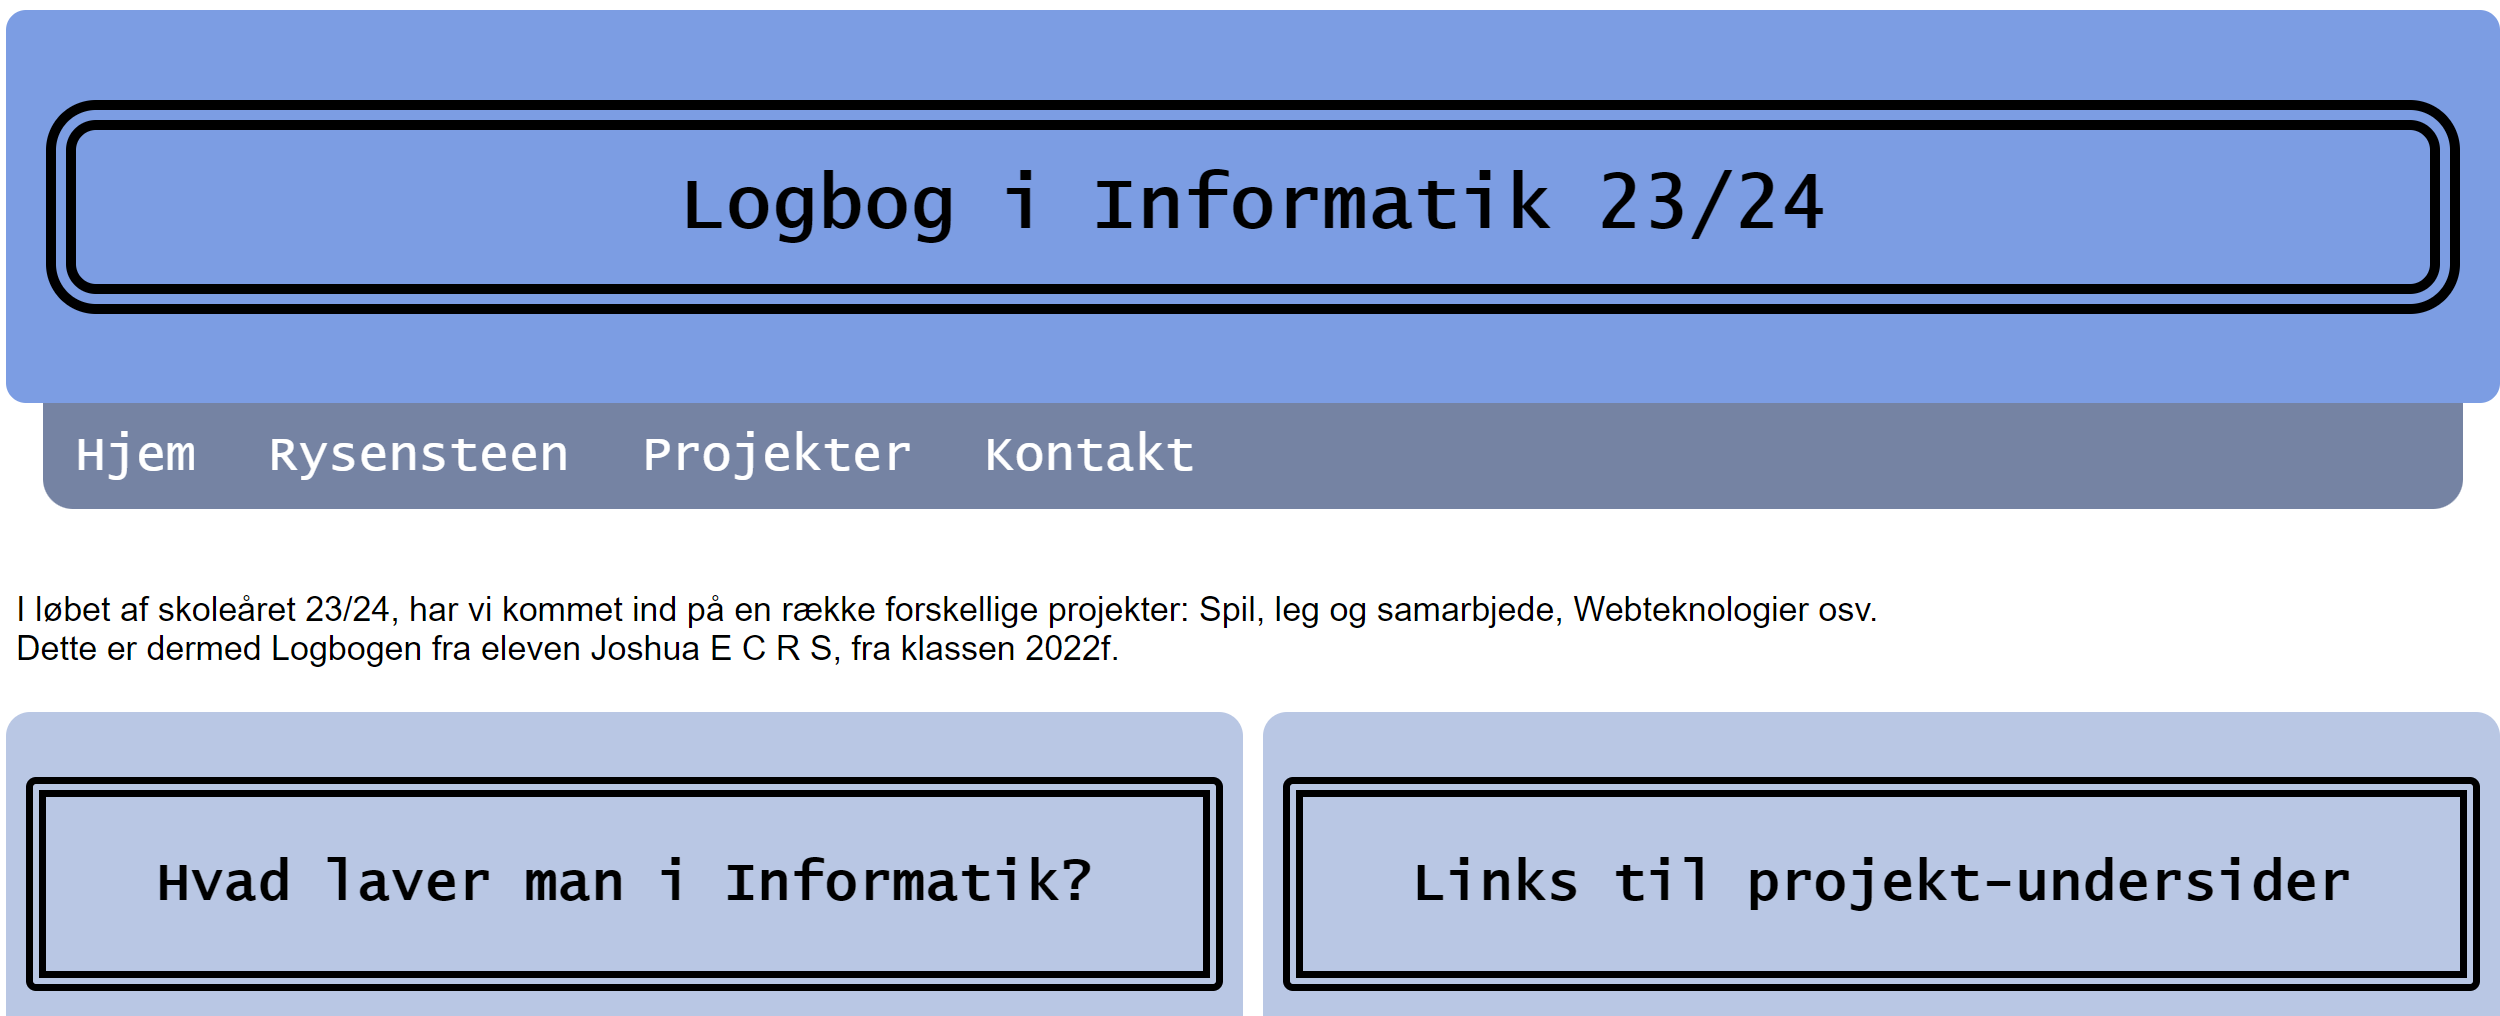 Logbog i Informatik 23/24
Hjem Rysensteen Projekter Kontakt
I løbet af skoleåret 23/24, har vi kommet ind på en række forskellige projekter: Spil, leg og samarbjede, Webteknologier osv.
Dette er dermed Logbogen fra eleven Joshua E C R S, fra klassen 2022f.
Hvad laver man i Informatik?
Links til projekt-undersider